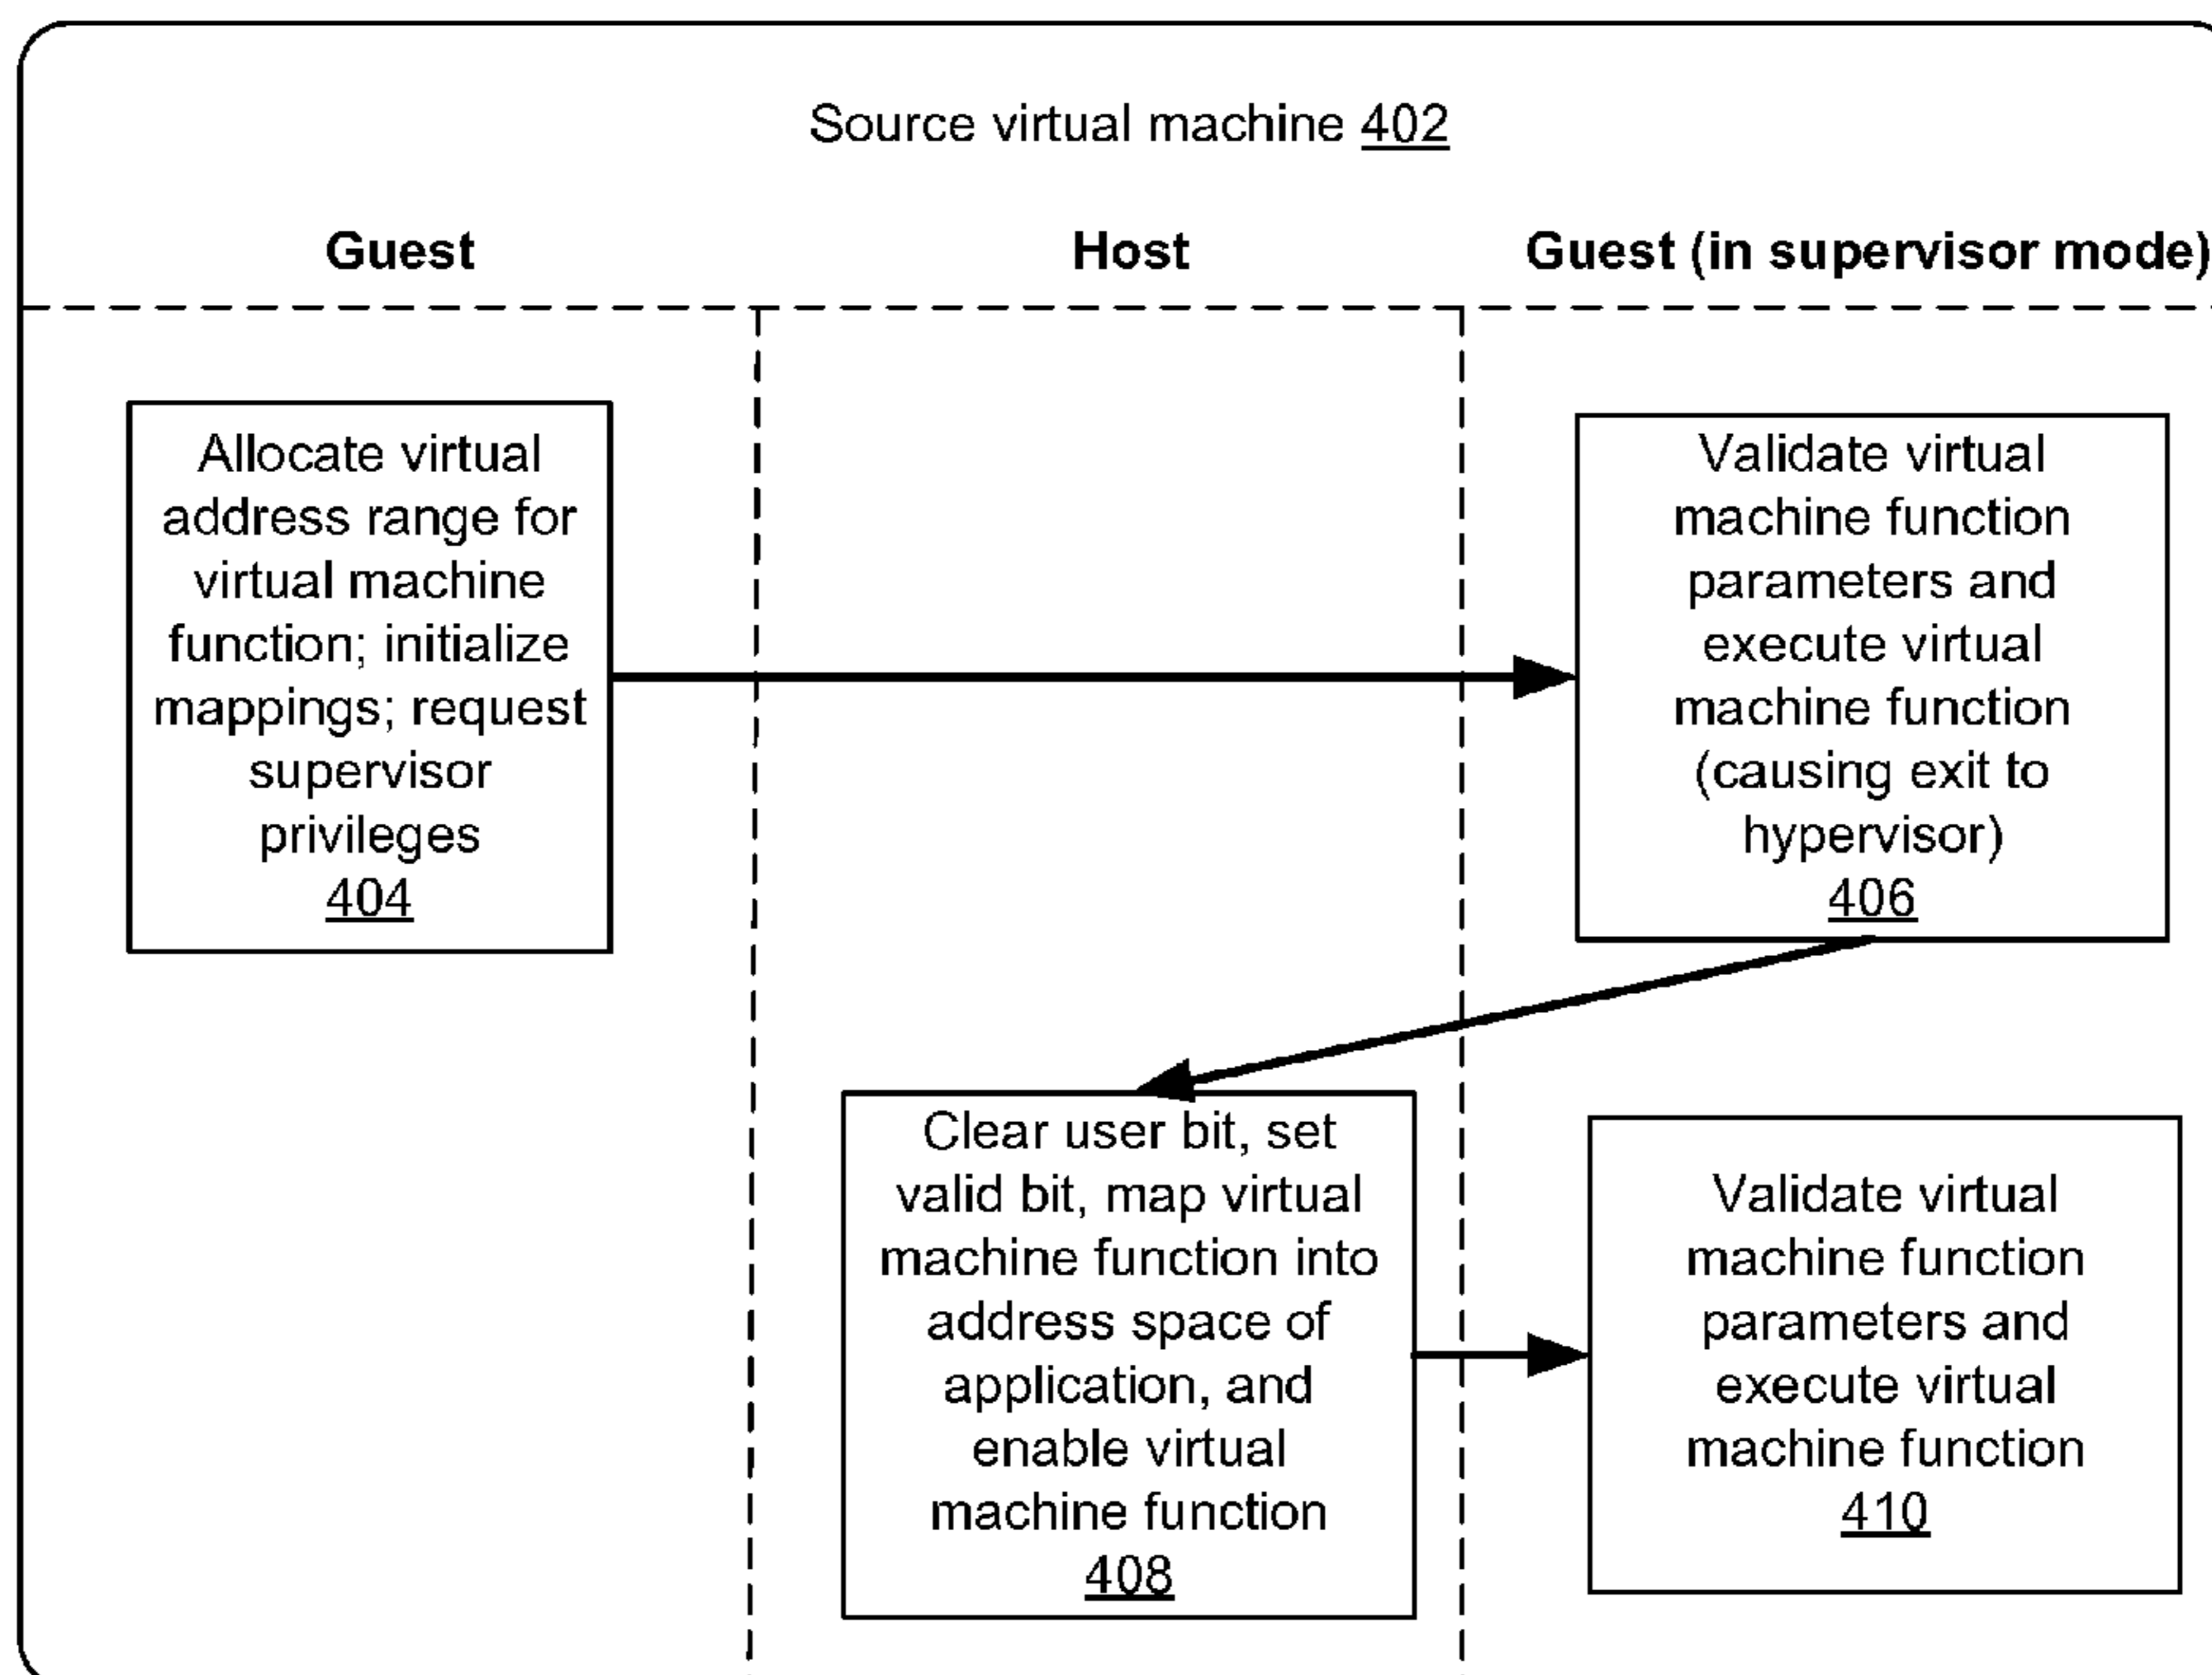 Source virtual machine 402
Guest
Host
Guest (in supervisor mode)
Allocate virtual
address range for
virtual machine
function; initialize
mappings; request
supervisor
privileges
404
Validate virtual
machine function
parameters and
execute virtual
machine function
(causing exit to
hypervisor)
406
Clear user bit, set
valid bit, map virtual
machine function into
address space of
application, and
enable virtual
machine function
408
Validate virtual
machine function
parameters and
execute virtual
machine function
410